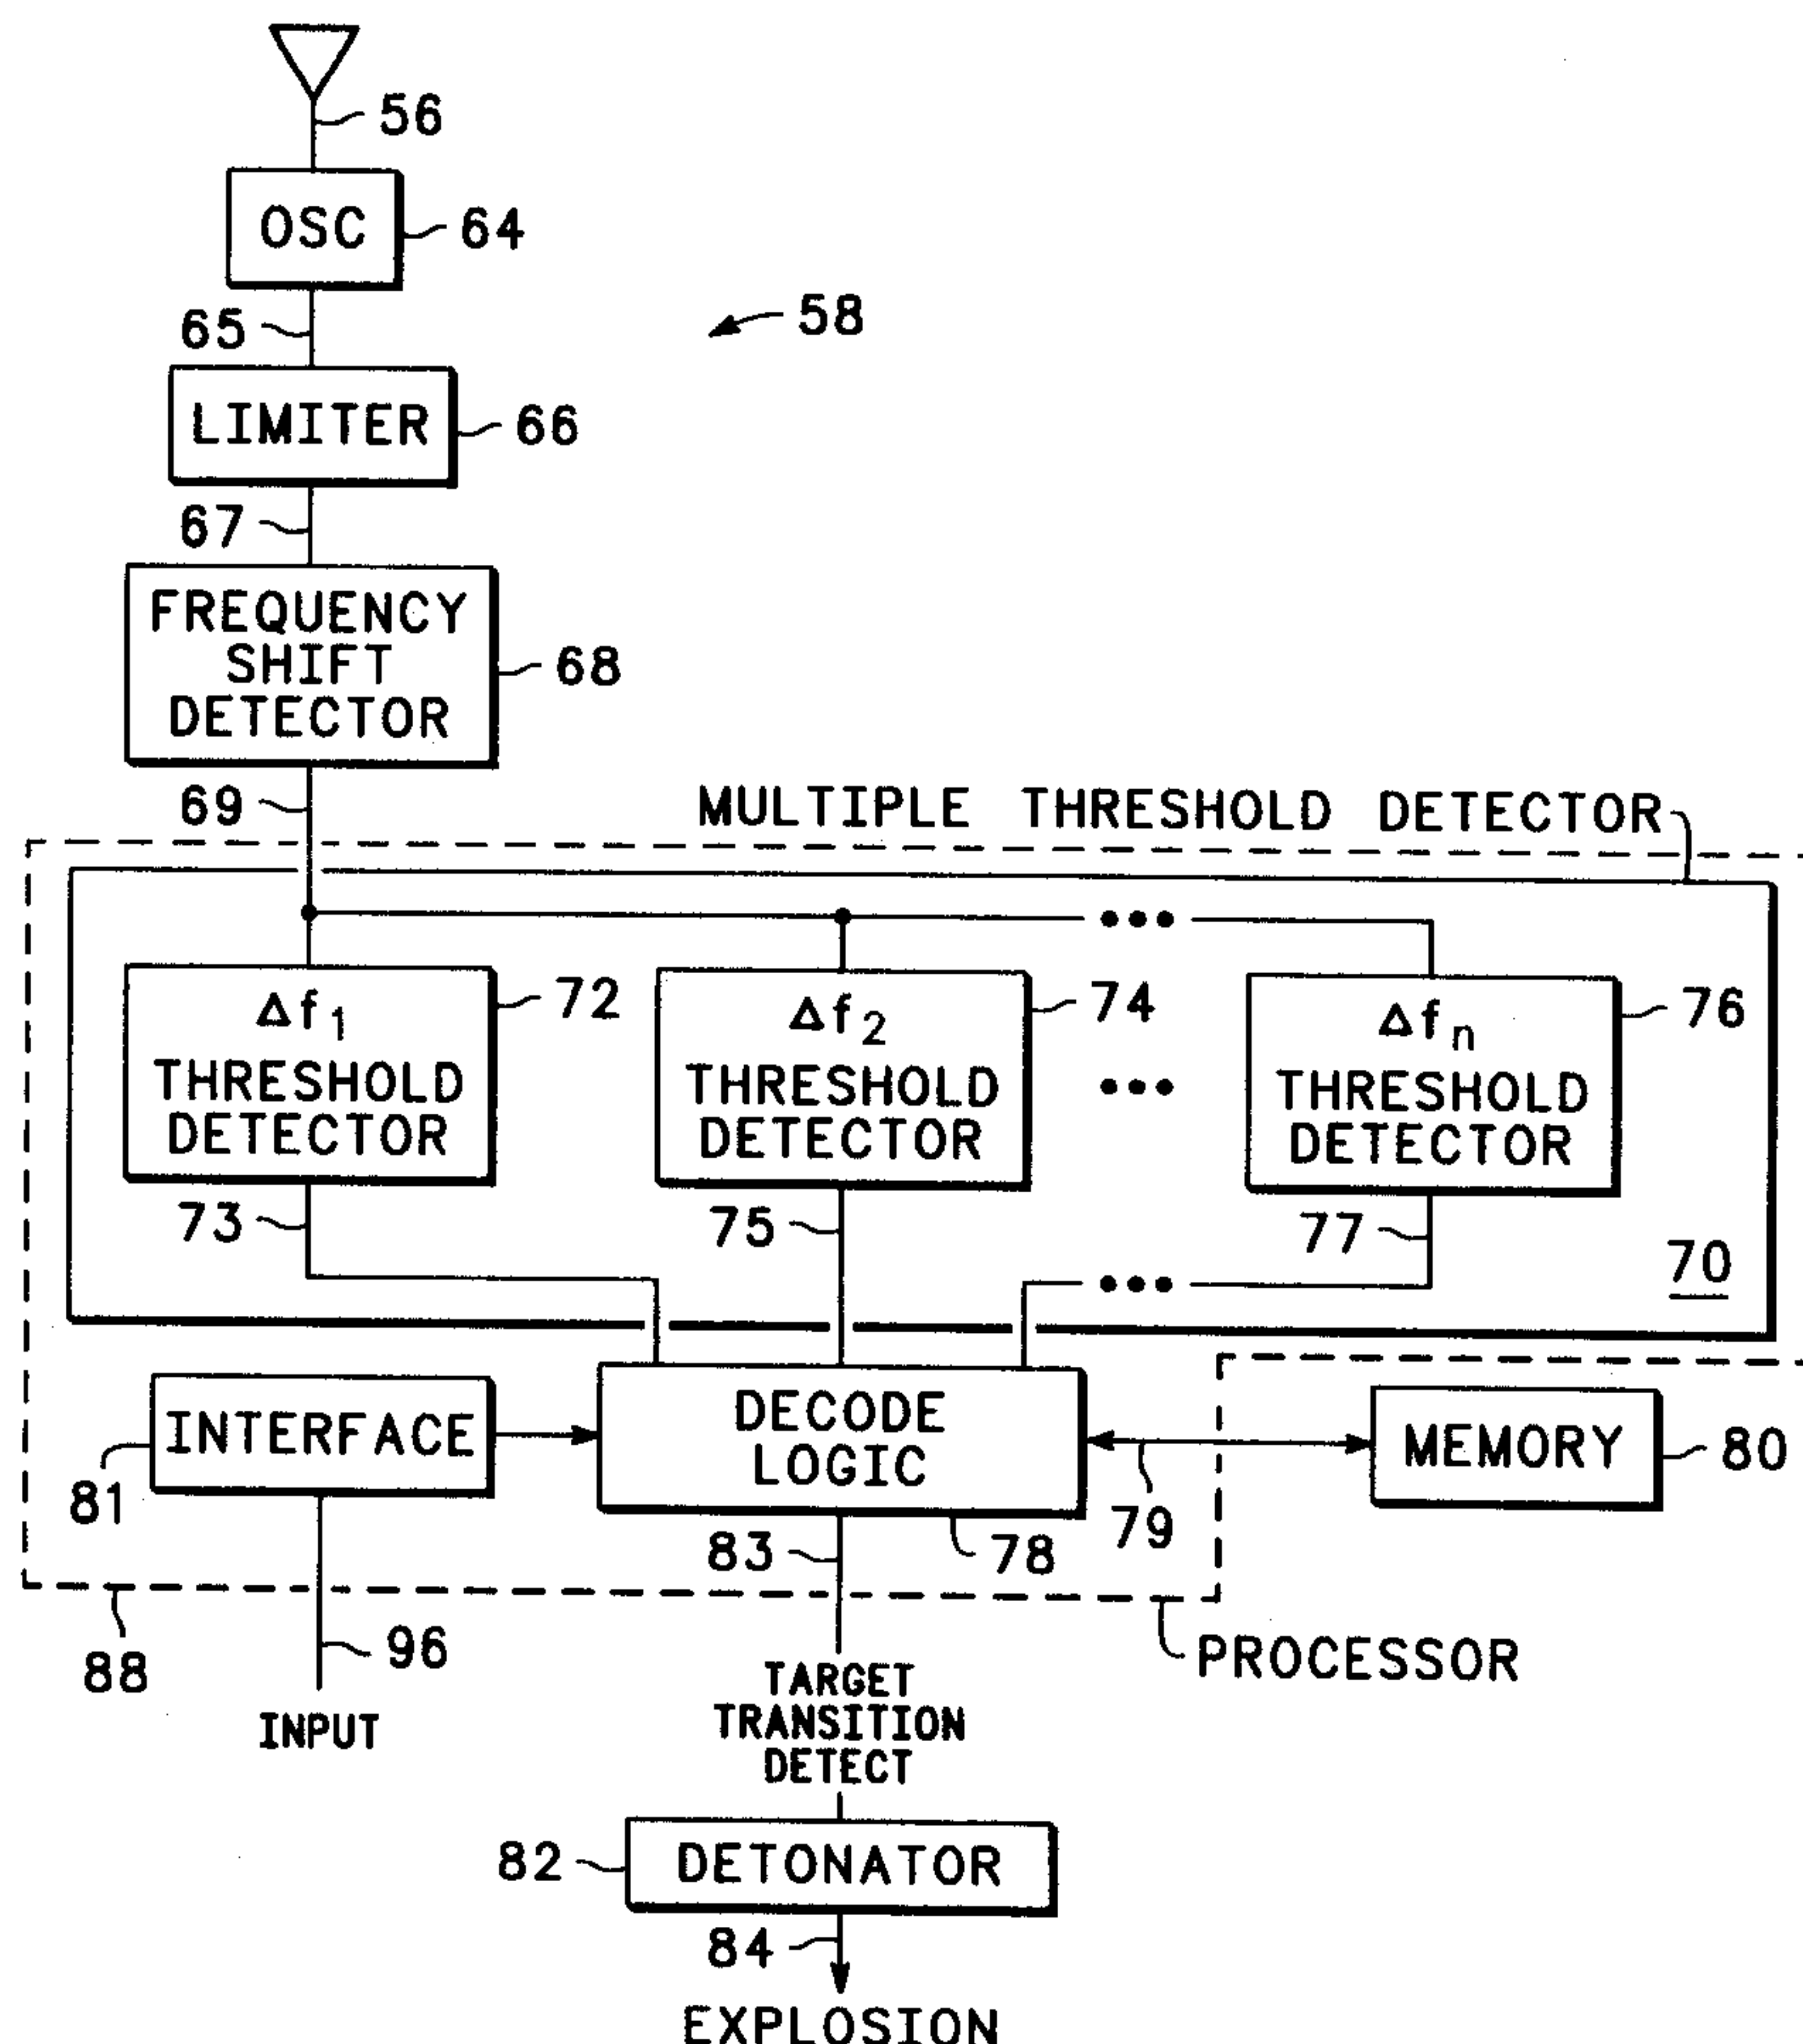 56
OSC
64
65
58
LIMITER
66
67
FREQUENCY
SHIFT
DETECTOR
68
69
MULTIPLE THRESHOLD DETECTOR
Δf1
THRESHOLD
DETECTOR
72
Δf2
THRESHOLD
DETECTOR
74
•••
Δfn
THRESHOLD
DETECTOR
76
73
75
77
70
INTERFACE
81
DECODE
LOGIC
79
MEMORY
80
83
78
88
96
PROCESSOR
INPUT
TARGET
TRANSITION
DETECT
82
DETONATOR
84
EXPLOSION